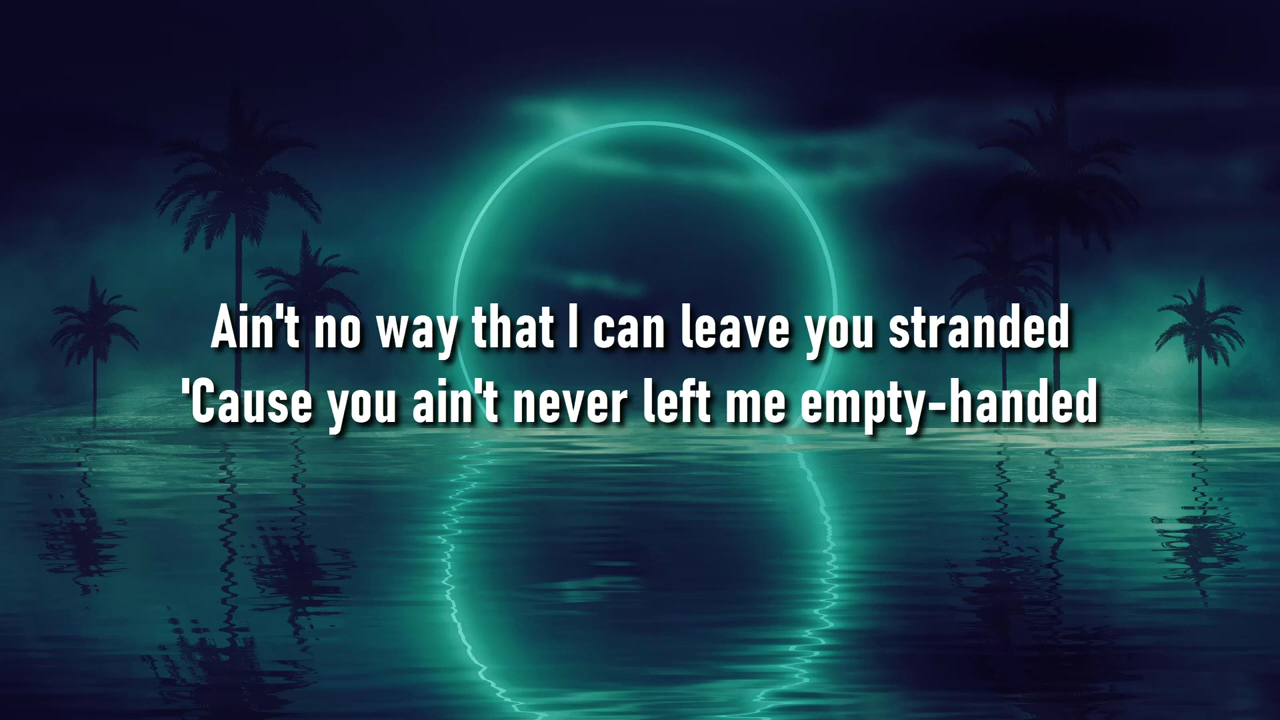 Ain't no way that I can leave you stranded
'Cause you ain't never left me empty-handed